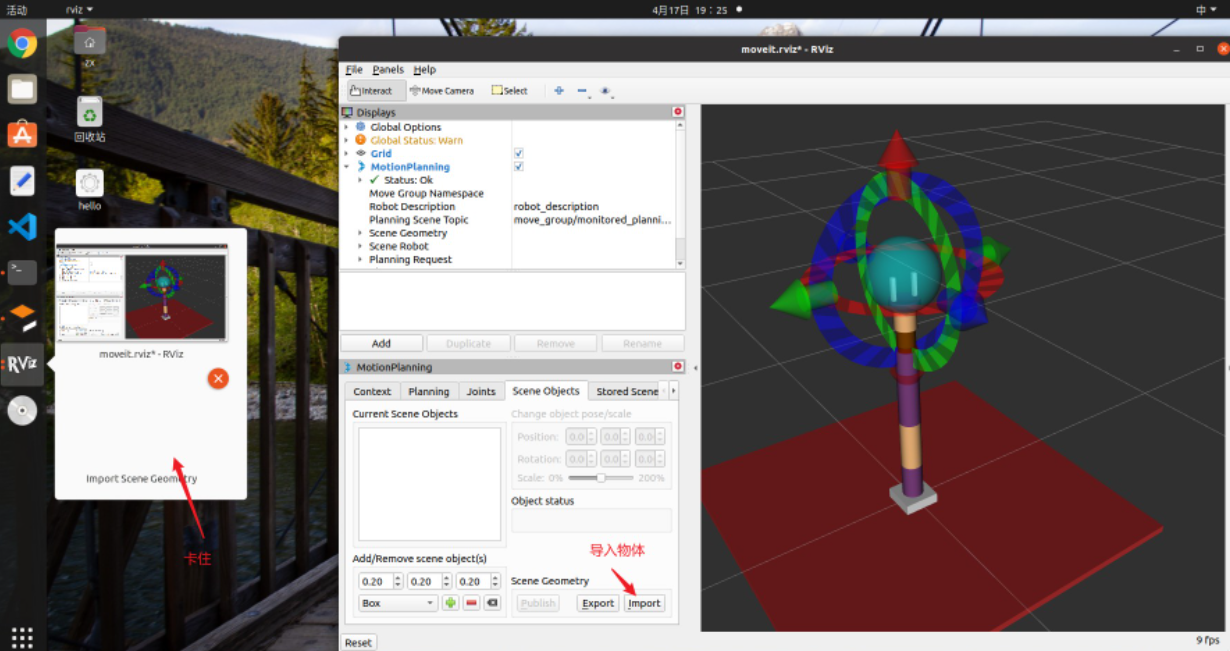 活动
rviz
4月17日 19:25
中
zx
回收站
hello
RViz
moveit.rviz* - RViz
Import Scene Geometry
卡住
moveit.rviz* - RViz
File Panels Help
Interact Move Camera Select
Displays
Global Options
Global Status: Warn
Grid
MotionPlanning
Status: Ok
Move Group Namespace
Robot Description robot_description
Planning Scene Topic move_group/monitored_planni...
Scene Geometry
Scene Robot
Planning Request
Add Duplicate Remove Rename
MotionPlanning
Context Planning Joints Scene Objects Stored Scene
Current Scene Objects
Change object pose/scale
Position: 0.0 0.0 0.0
Rotation: 0.0 0.0 0.0
Scale: 0% 200%
Object status
导入物体
Add/Remove scene object(s)
0.20 0.20 0.20
Box
Scene Geometry
Publish Export Import
Reset
9 fps